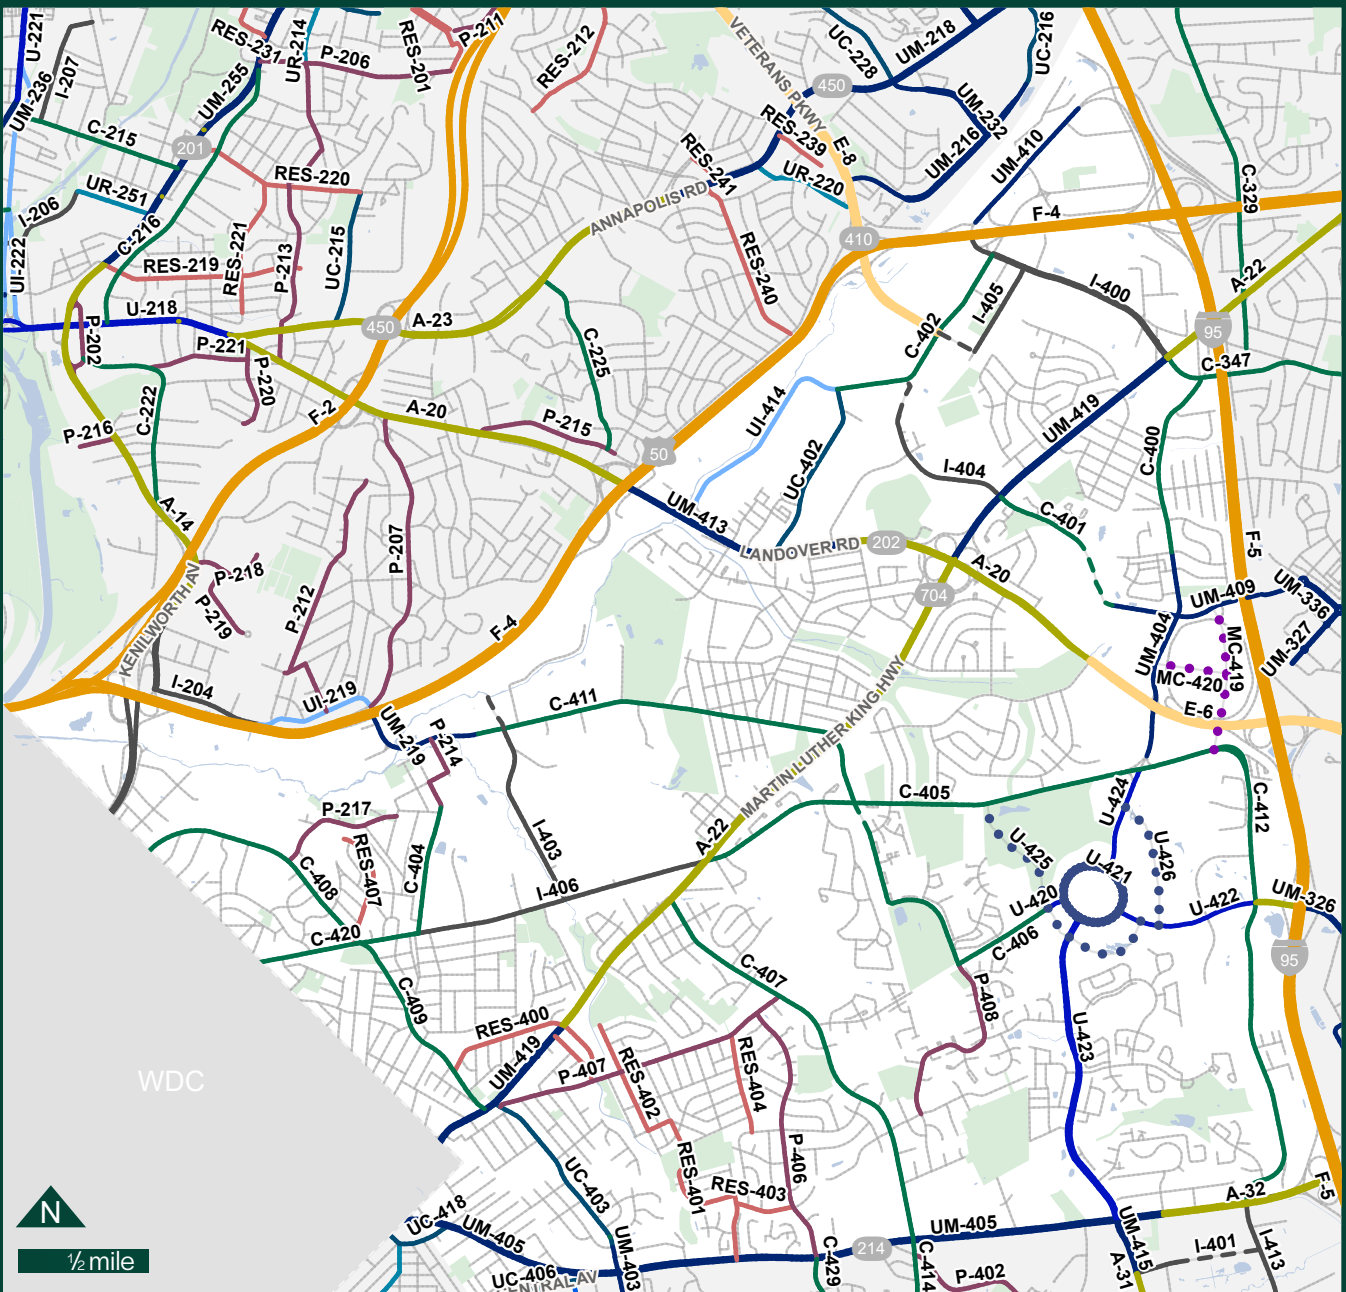 U-221
I-207
UM-236
RES-231
UR-214
P-206
RES-201
P-211
RES-212
VETERANS PKWY
UC-228
UM-218
UC-216
450
UM-255
C-215
201
UM-232
RES-239
E-8
UM-216
UM-410
RES-241
UR-220
C-329
RES-220
UR-251
I-206
ANNAPOLIS RD
F-4
C-216
UI-222
RES-221
P-213
UC-215
410
RES-219
RES-240
A-22
I-400
I-405
U-218
450
A-23
95
P-202
P-221
C-402
C-225
C-347
P-220
C-222
F-2
A-20
P-215
UI-414
UM-419
P-216
50
C-400
UC-402
I-404
A-14
UM-413
C-401
P-207
LANDOVER RD
202
F-5
A-20
P-218
KENILWORTH AV
704
UM-409
UM-336
P-219
P-212
F-4
UM-404
MC-419
UM-327
MC-420
I-204
UI-219
MARTIN LUTHER KING HWY
C-411
E-6
UM-219
P-214
C-405
U-424
C-412
P-217
I-403
A-22
RES-407
C-408
C-404
U-425
U-426
U-421
I-406
U-420
U-422
UM-326
C-420
C-406
95
C-407
C-409
P-408
RES-400
U-423
UM-419
RES-402
RES-404
P-407
WDC
P-406
UC-403
RES-401
RES-403
A-32
F-5
N
UC-418
UM-405
UM-405
UM-415
½ mile
UM-403
214
C-429
C-414
I-401
I-413
UC-406
P-402
A-31